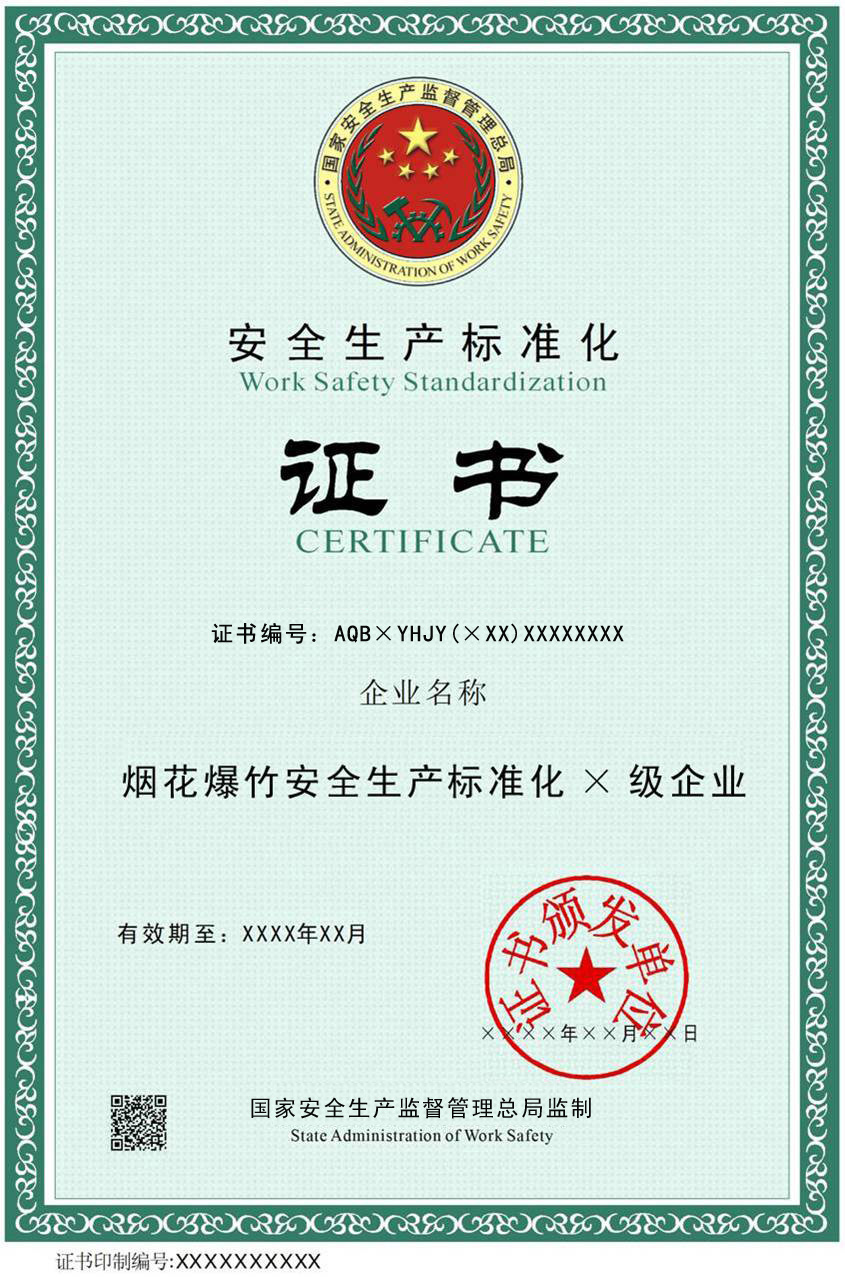 国家安全生产监督管理总局
STATE ADMINISTRATION OF WORK SAFETY
安全生产标准化
Work Safety Standardization
证书
CERTIFICATE
证书编号：AQB×YHJY(×XX)XXXXXXXX
企业名称
烟花爆竹安全生产标准化 × 级企业
有效期至：XXXX年XX月
证书颁发单位
××××年××月××日
国家安全生产监督管理总局监制
State Administration of Work Safety
证书印制编号:XXXXXXXXXX